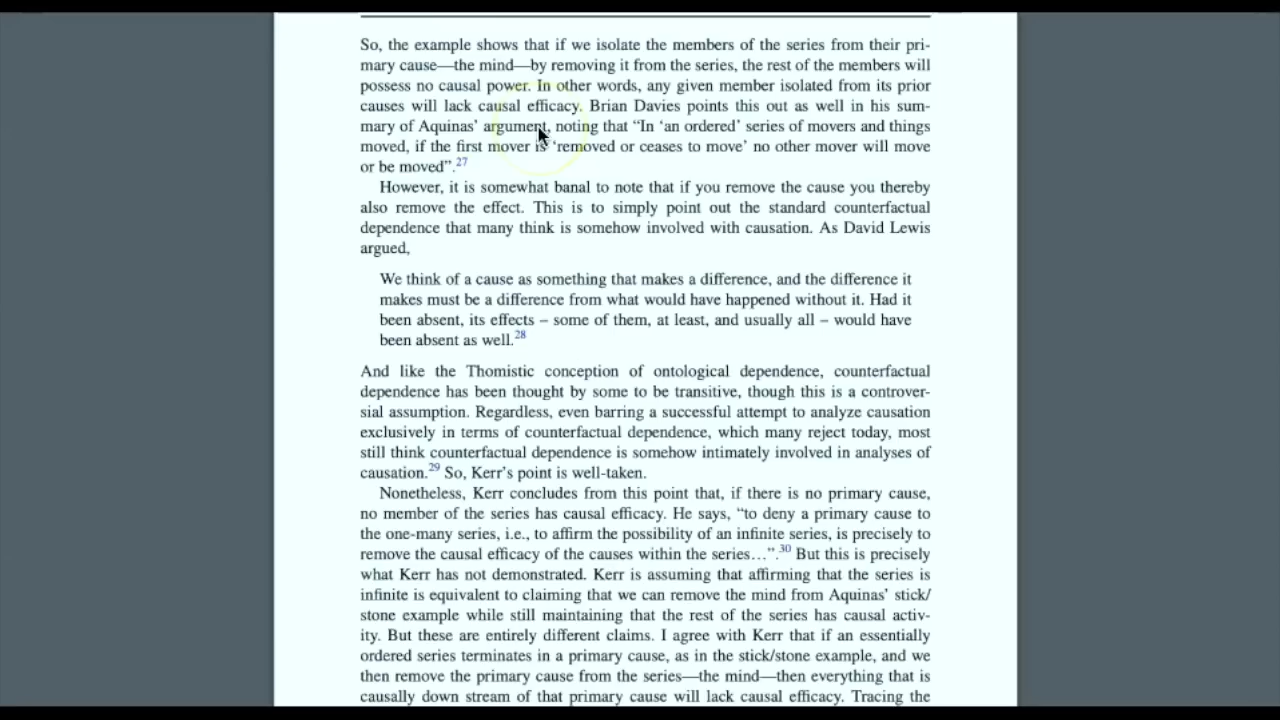 So, the example shows that if we isolate the members of the series from their pri-
mary cause—the mind—by removing it from the series, the rest of the members will
possess no causal power. In other words, any given member isolated from its prior
causes will lack causal efficacy. Brian Davies points this out as well in his sum-
mary of Aquinas' argument, noting that “In ‘an ordered’ series of movers and things
moved, if the first mover is ‘removed or ceases to move’ no other mover will move
or be moved”.27
However, it is somewhat banal to note that if you remove the cause you thereby
also remove the effect. This is to simply point out the standard counterfactual
dependence that many think is somehow involved with causation. As David Lewis
argued,
We think of a cause as something that makes a difference, and the difference it
makes must be a difference from what would have happened without it. Had it
been absent, its effects – some of them, at least, and usually all – would have
been absent as well.28
And like the Thomistic conception of ontological dependence, counterfactual
dependence has been thought by some to be transitive, though this is a controver-
sial assumption. Regardless, even barring a successful attempt to analyze causation
exclusively in terms of counterfactual dependence, which many reject today, most
still think counterfactual dependence is somehow intimately involved in analyses of
causation.29 So, Kerr's point is well-taken.
Nonetheless, Kerr concludes from this point that, if there is no primary cause,
no member of the series has causal efficacy. He says, “to deny a primary cause to
the one-many series, i.e., to affirm the possibility of an infinite series, is precisely to
remove the causal efficacy of the causes within the series…”.30 But this is precisely
what Kerr has not demonstrated. Kerr is assuming that affirming that the series is
infinite is equivalent to claiming that we can remove the mind from Aquinas' stick/
stone example while still maintaining that the rest of the series has causal activ-
ity. But these are entirely different claims. I agree with Kerr that if an essentially
ordered series terminates in a primary cause, as in the stick/stone example, and we
then remove the primary cause from the series—the mind—then everything that is
causally down stream of that primary cause will lack causal efficacy. Tracing the